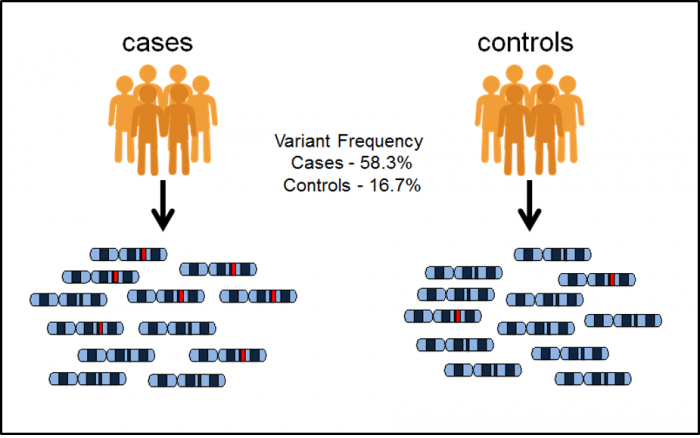 cases
controls
Variant Frequency
Cases - 58.3%
Controls - 16.7%